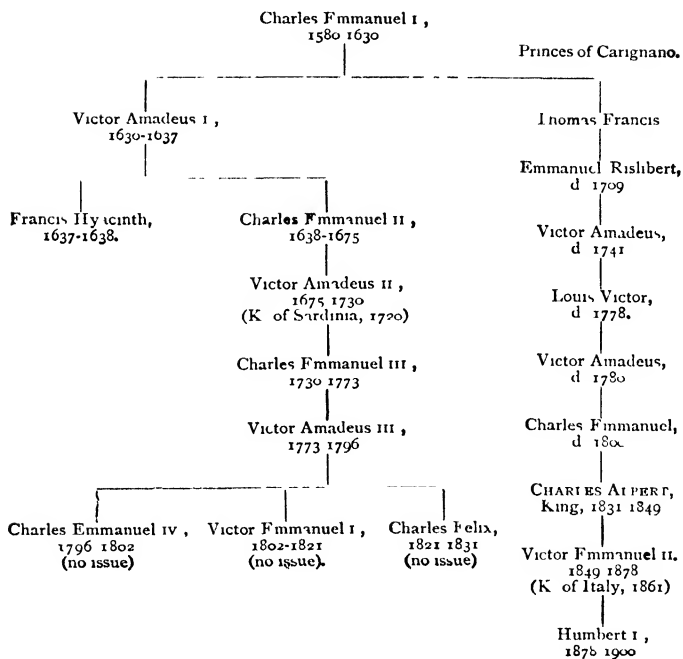 Charles Emmanuel I ,
1580 1630
Princes of Carignano.
Victor Amadeus I ,
1630-1637
Thomas Francis
Emmanuel Rishbert,
d 1709
Francis Hyacinth,
1637-1638.
Charles Emmanuel II ,
1638-1675
Victor Amadeus,
d 1741
Victor Amadeus II ,
1675 1730
(K of Sardinia, 1720)
Louis Victor,
d 1778.
Charles Emmanuel III ,
1730 1773
Victor Amadeus,
d 1780
Victor Amadeus III ,
1773 1796
Charles Emmanuel,
d
CHARLES ALBERT,
King, 1831 1849
Charles Emmanuel IV ,
1796 1802
(no issue)
Victor Emmanuel I ,
1802-1821
(no issue).
Charles Felix,
1821 1831
(no issue)
Victor Emmanuel II.
1849 1878
(K of Italy, 1861)
Humbert I ,
1878 1900